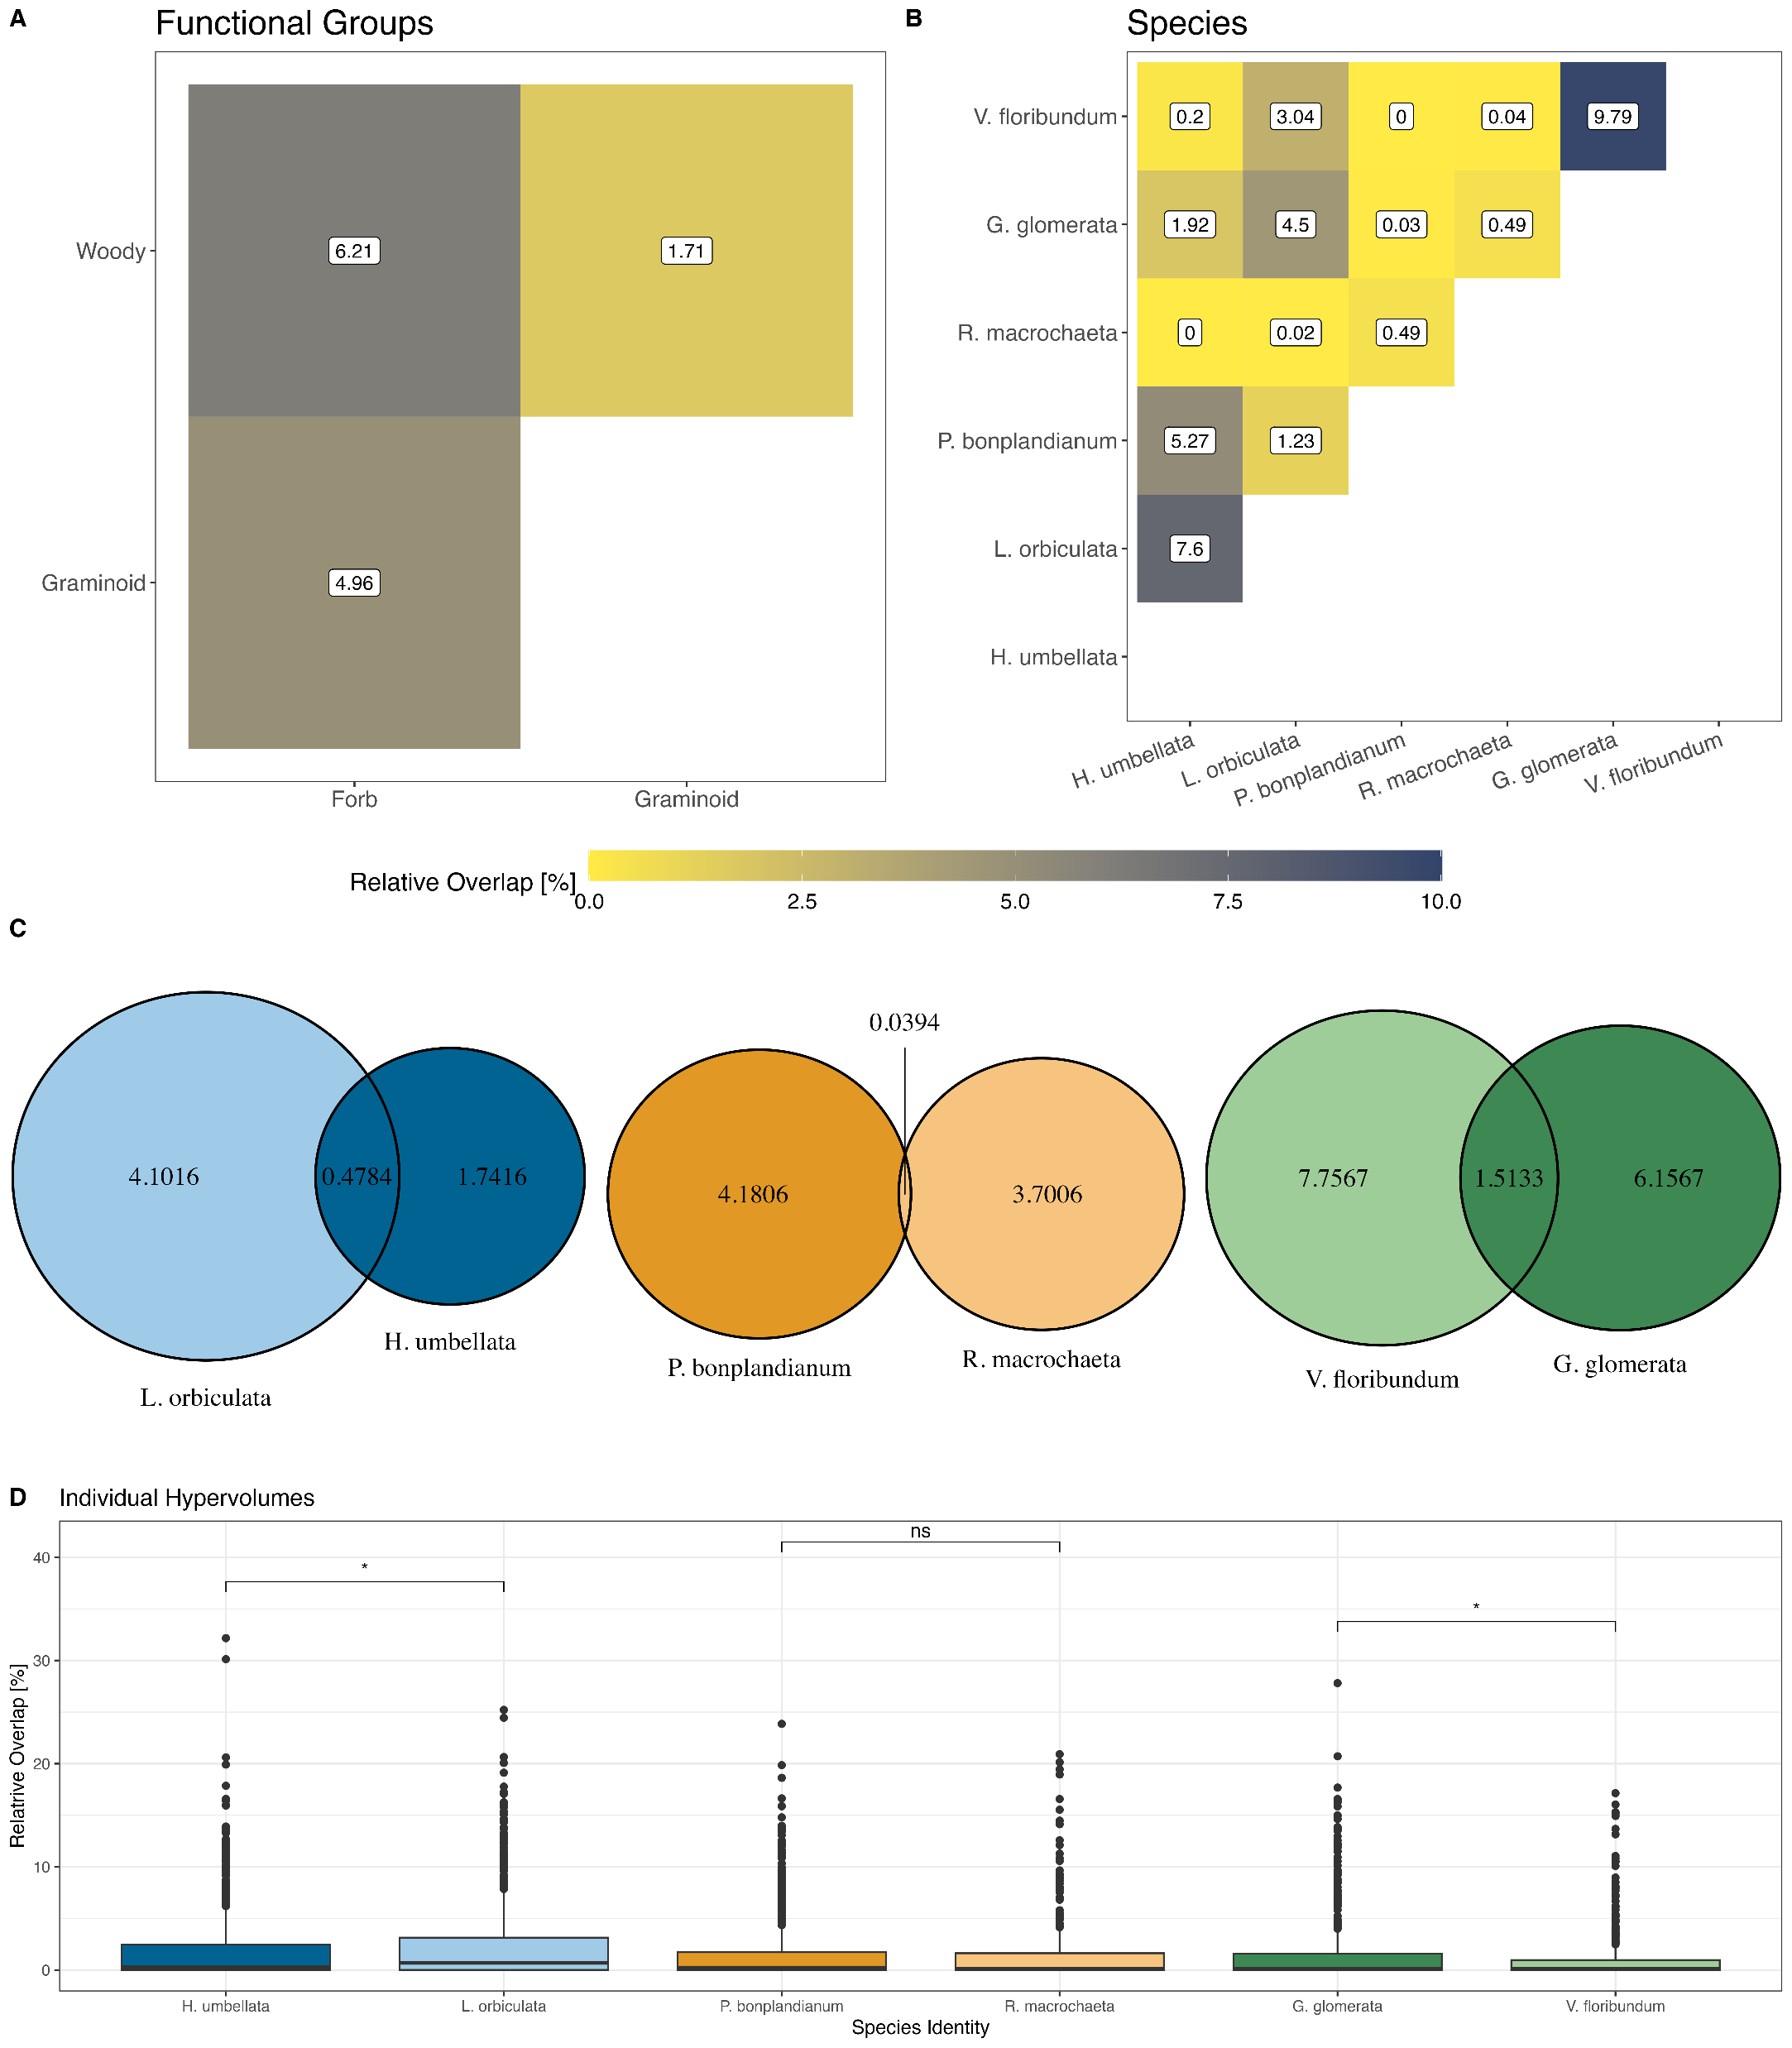 A
Functional Groups
Woody
6.21
1.71
Graminoid
4.96
Forb
Graminoid
B
Species
V. floribundum
0.2
3.04
0
0.04
9.79
G. glomerata
1.92
4.5
0.03
0.49
R. macrochaeta
0
0.02
0.49
P. bonplandianum
5.27
1.23
L. orbiculata
7.6
H. umbellata
H. umbellata
L. orbiculata
P. bonplandianum
R. macrochaeta
G. glomerata
V. floribundum
Relative Overlap [%]
0.0
2.5
5.0
7.5
10.0
C
4.1016
0.4784
1.7416
L. orbiculata
H. umbellata
0.0394
4.1806
3.7006
P. bonplandianum
R. macrochaeta
7.7567
1.5133
6.1567
V. floribundum
G. glomerata
D
Individual Hypervolumes
Relatrive Overlap [%]
40
30
20
10
0
*
ns
*
H. umbellata
L. orbiculata
P. bonplandianum
R. macrochaeta
G. glomerata
V. floribundum
Species Identity